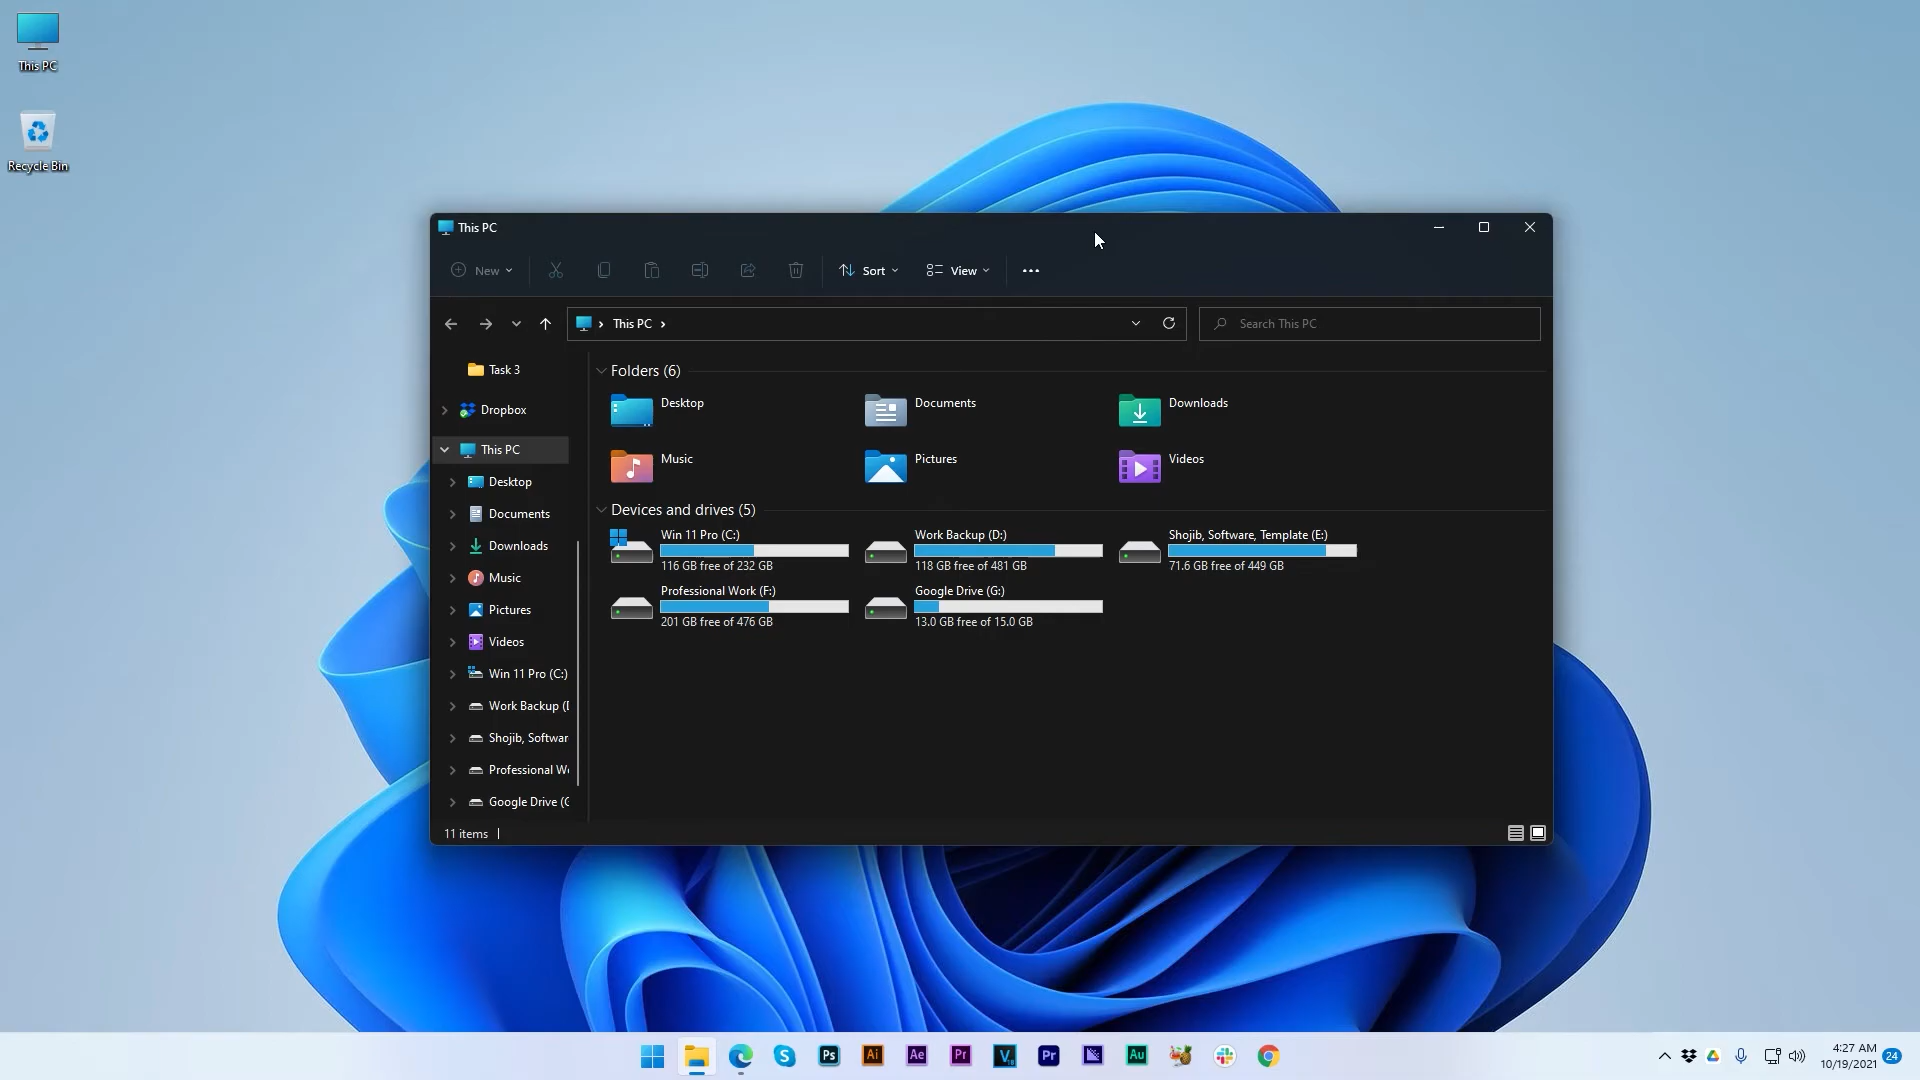 This PC
Recycle Bin
This PC
New
Sort
View
This PC
Search This PC
Task 3
Dropbox
This PC
Desktop
Documents
Downloads
Music
Pictures
Videos
Win 11 Pro (C:)
Work Backup (D
Shojib, Softwar
Professional Wo
Google Drive (G
Folders (6)
Desktop
Documents
Downloads
Music
Pictures
Videos
Devices and drives (5)
Win 11 Pro (C:)
116 GB free of 232 GB
Work Backup (D:)
118 GB free of 481 GB
Shojib, Software, Template (E:)
71.6 GB free of 449 GB
Professional Work (F:)
201 GB free of 476 GB
Google Drive (G:)
13.0 GB free of 15.0 GB
11 items
Ps
Ai
Ae
Pr
V
Pr
Au
4:27 AM
10/19/2021
24